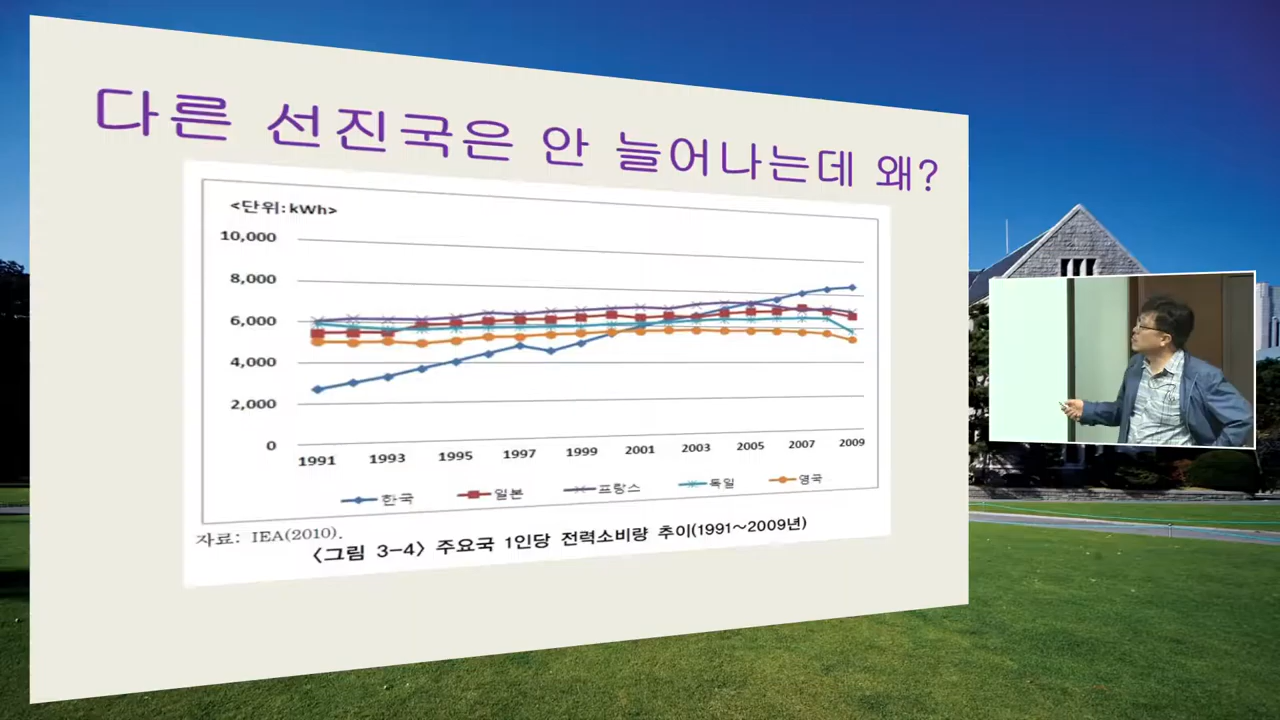 다른 선진국은 안 늘어나는데 왜?
<단위:kWh>
10,000
8,000
6,000
4,000
2,000
0
1991 1993 1995 1997 1999 2001 2003 2005 2007 2009
한국 일본 프랑스 독일 영국
자료: IEA(2010).
<그림 3-4> 주요국 1인당 전력소비량 추이(1991~2009년)